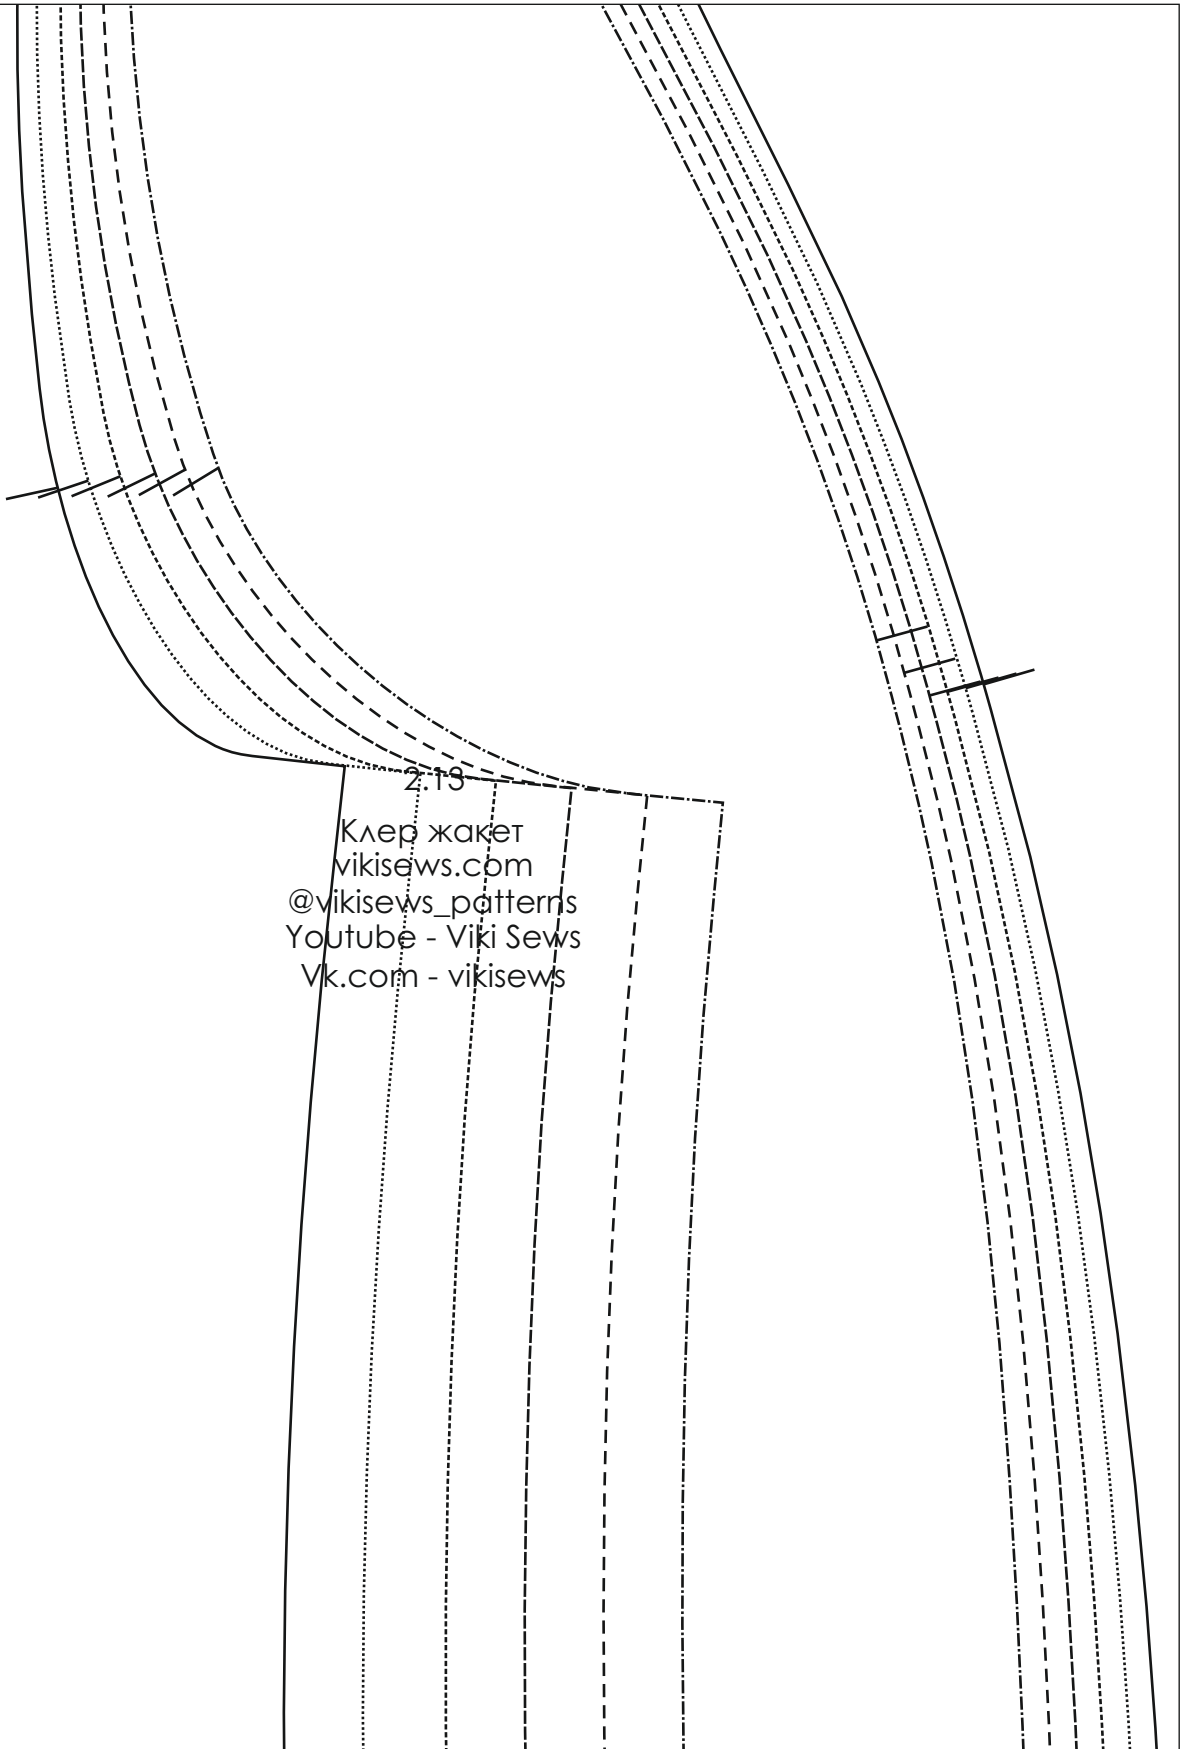 2.13
Клер жакет
vikisews.com
@vikisews_patterns
Youtube - Viki Sews
Vk.com - vikisews